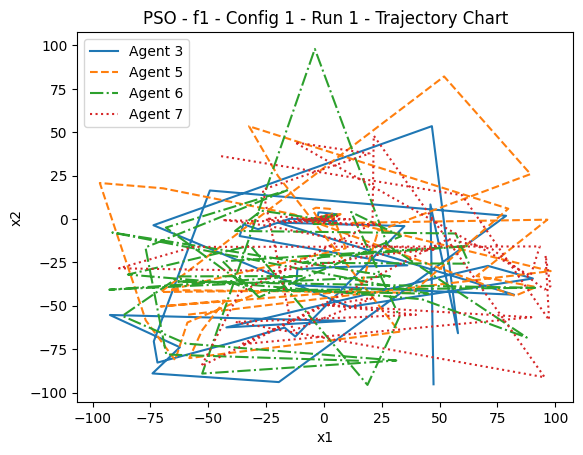 PSO - f1 - Config 1 - Run 1 - Trajectory Chart
Agent 3
Agent 5
Agent 6
Agent 7
100
75
50
25
0
−25
−50
−75
−100
x2
−100 −75 −50 −25 0 25 50 75 100
x1